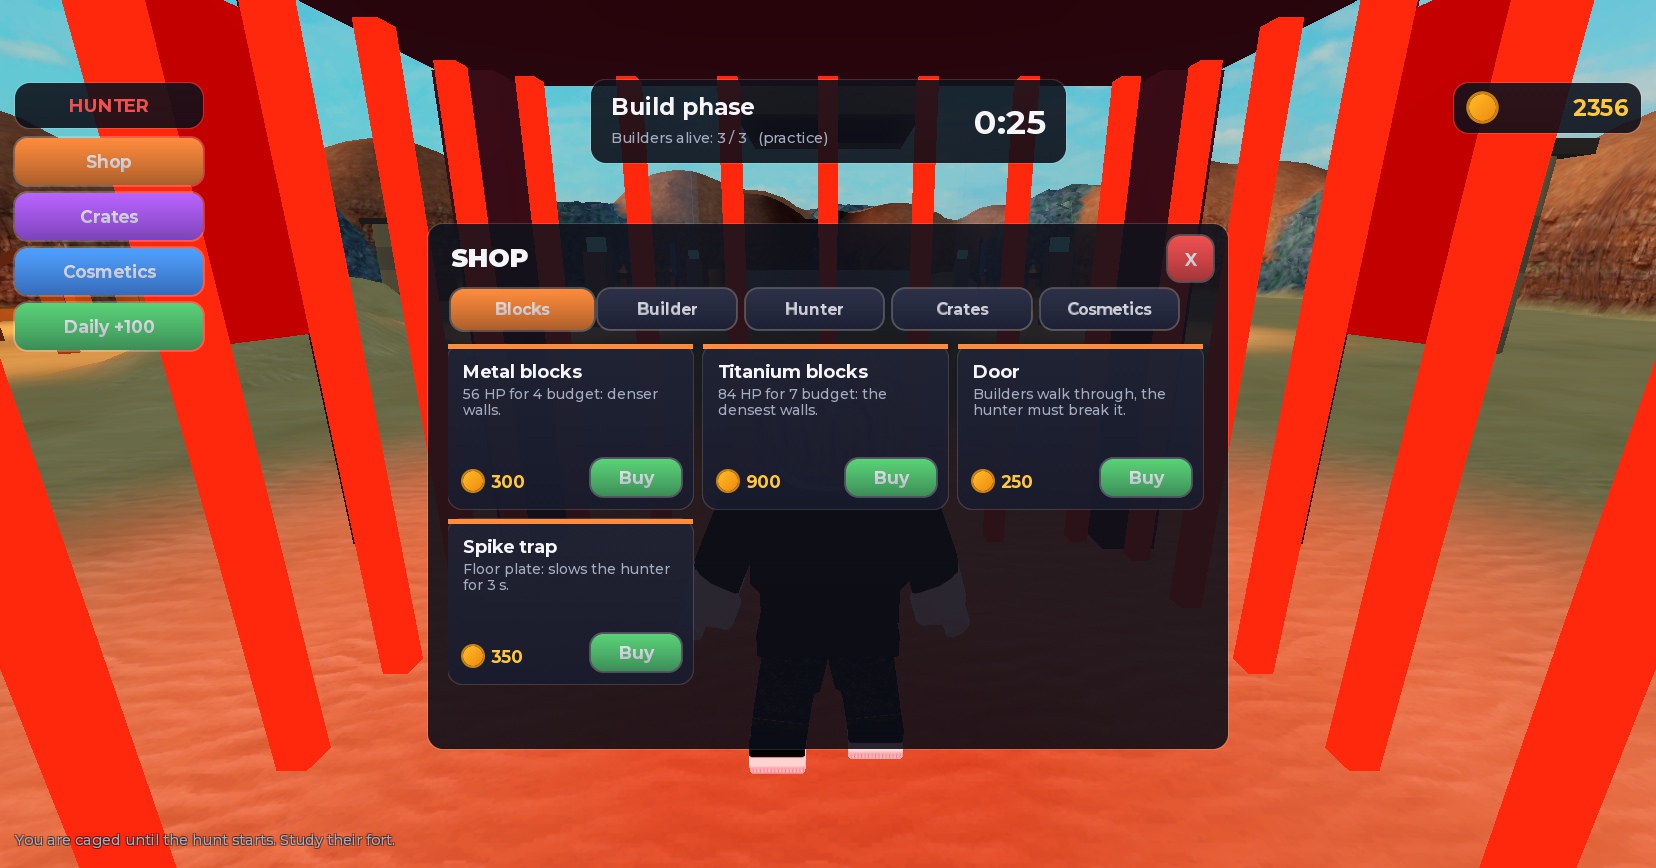 HUNTER
Shop
Crates
Cosmetics
Daily +100
Build phase
Builders alive: 3 / 3 (practice)
0:25
2356
SHOP
X
Blocks
Builder
Hunter
Crates
Cosmetics
Metal blocks
56 HP for 4 budget: denser
walls.
300
Buy
Titanium blocks
84 HP for 7 budget: the
densest walls.
900
Buy
Door
Builders walk through, the
hunter must break it.
250
Buy
Spike trap
Floor plate: slows the hunter
for 3 s.
350
Buy
You are caged until the hunt starts. Study their fort.